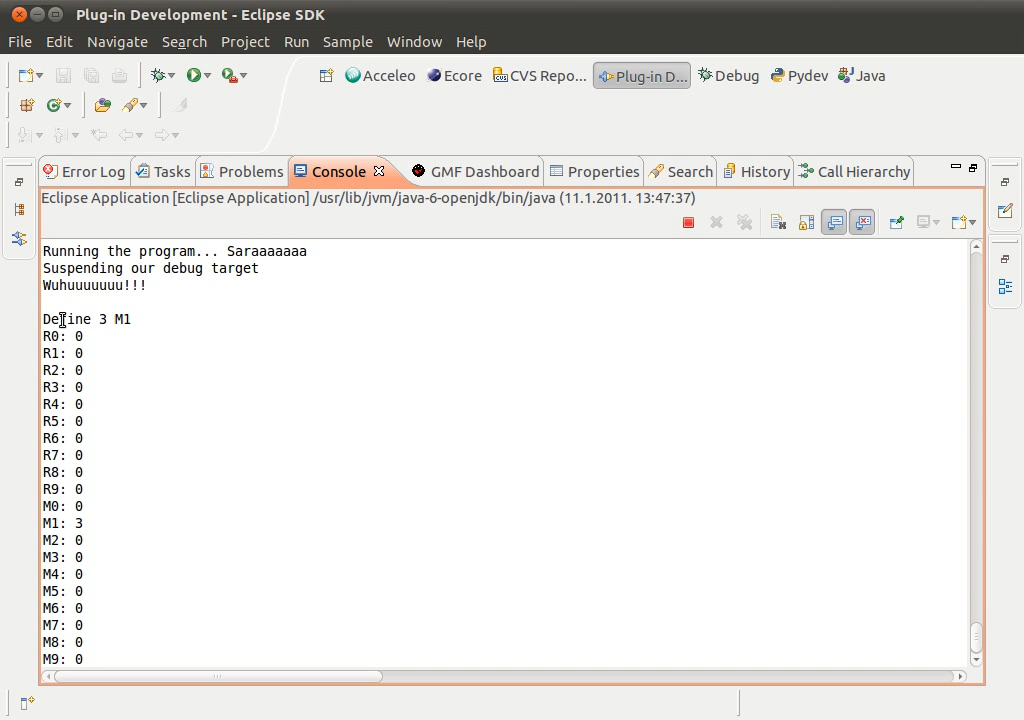 Plug-in Development - Eclipse SDK
File Edit Navigate Search Project Run Sample Window Help
Acceleo Ecore CVS Repo... Plug-in D... Debug Pydev Java
Error Log Tasks Problems Console GMF Dashboard Properties Search History Call Hierarchy
Eclipse Application [Eclipse Application] /usr/lib/jvm/java-6-openjdk/bin/java (11.1.2011. 13:47:37)
Running the program... Saraaaaaaa
Suspending our debug target
Wuhuuuuuuu!!!
Define 3 M1
R0: 0
R1: 0
R2: 0
R3: 0
R4: 0
R5: 0
R6: 0
R7: 0
R8: 0
R9: 0
M0: 0
M1: 3
M2: 0
M3: 0
M4: 0
M5: 0
M6: 0
M7: 0
M8: 0
M9: 0